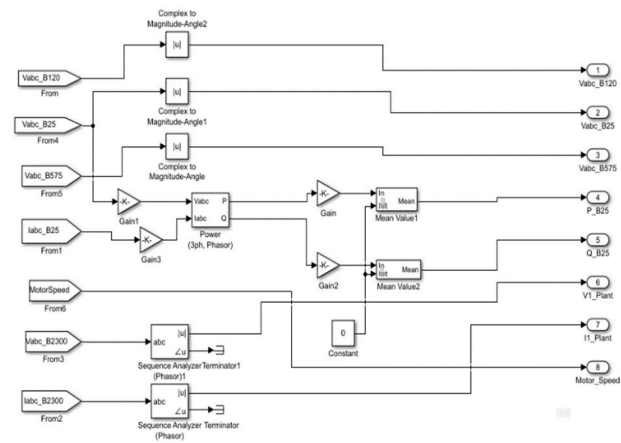 Complex to
Magnitude-Angle2
|u|
1
Vabc_B120
From
Vabc_B120
|u|
2
Vabc_B25
Complex to
Magnitude-Angle1
Vabc_B25
From4
|u|
3
Vabc_B575
Complex to
Magnitude-Angle
Vabc_B575
From5
-K-
Gain1
Vabc P
Iabc Q
Power
(3ph, Phasor)
-K-
Gain
In
Init
Mean
Mean Value1
4
P_B25
Iabc_B25
From1
-K-
Gain3
-K-
Gain2
In
Init
Mean
Mean Value2
5
Q_B25
MotorSpeed
From6
6
V1_Plant
0
Constant
7
I1_Plant
Vabc_B2300
From3
abc
|u|
∠u
Sequence Analyzer Terminator1
(Phasor)1
8
Motor_Speed
Iabc_B2300
From2
abc
|u|
∠u
Sequence Analyzer Terminator
(Phasor)